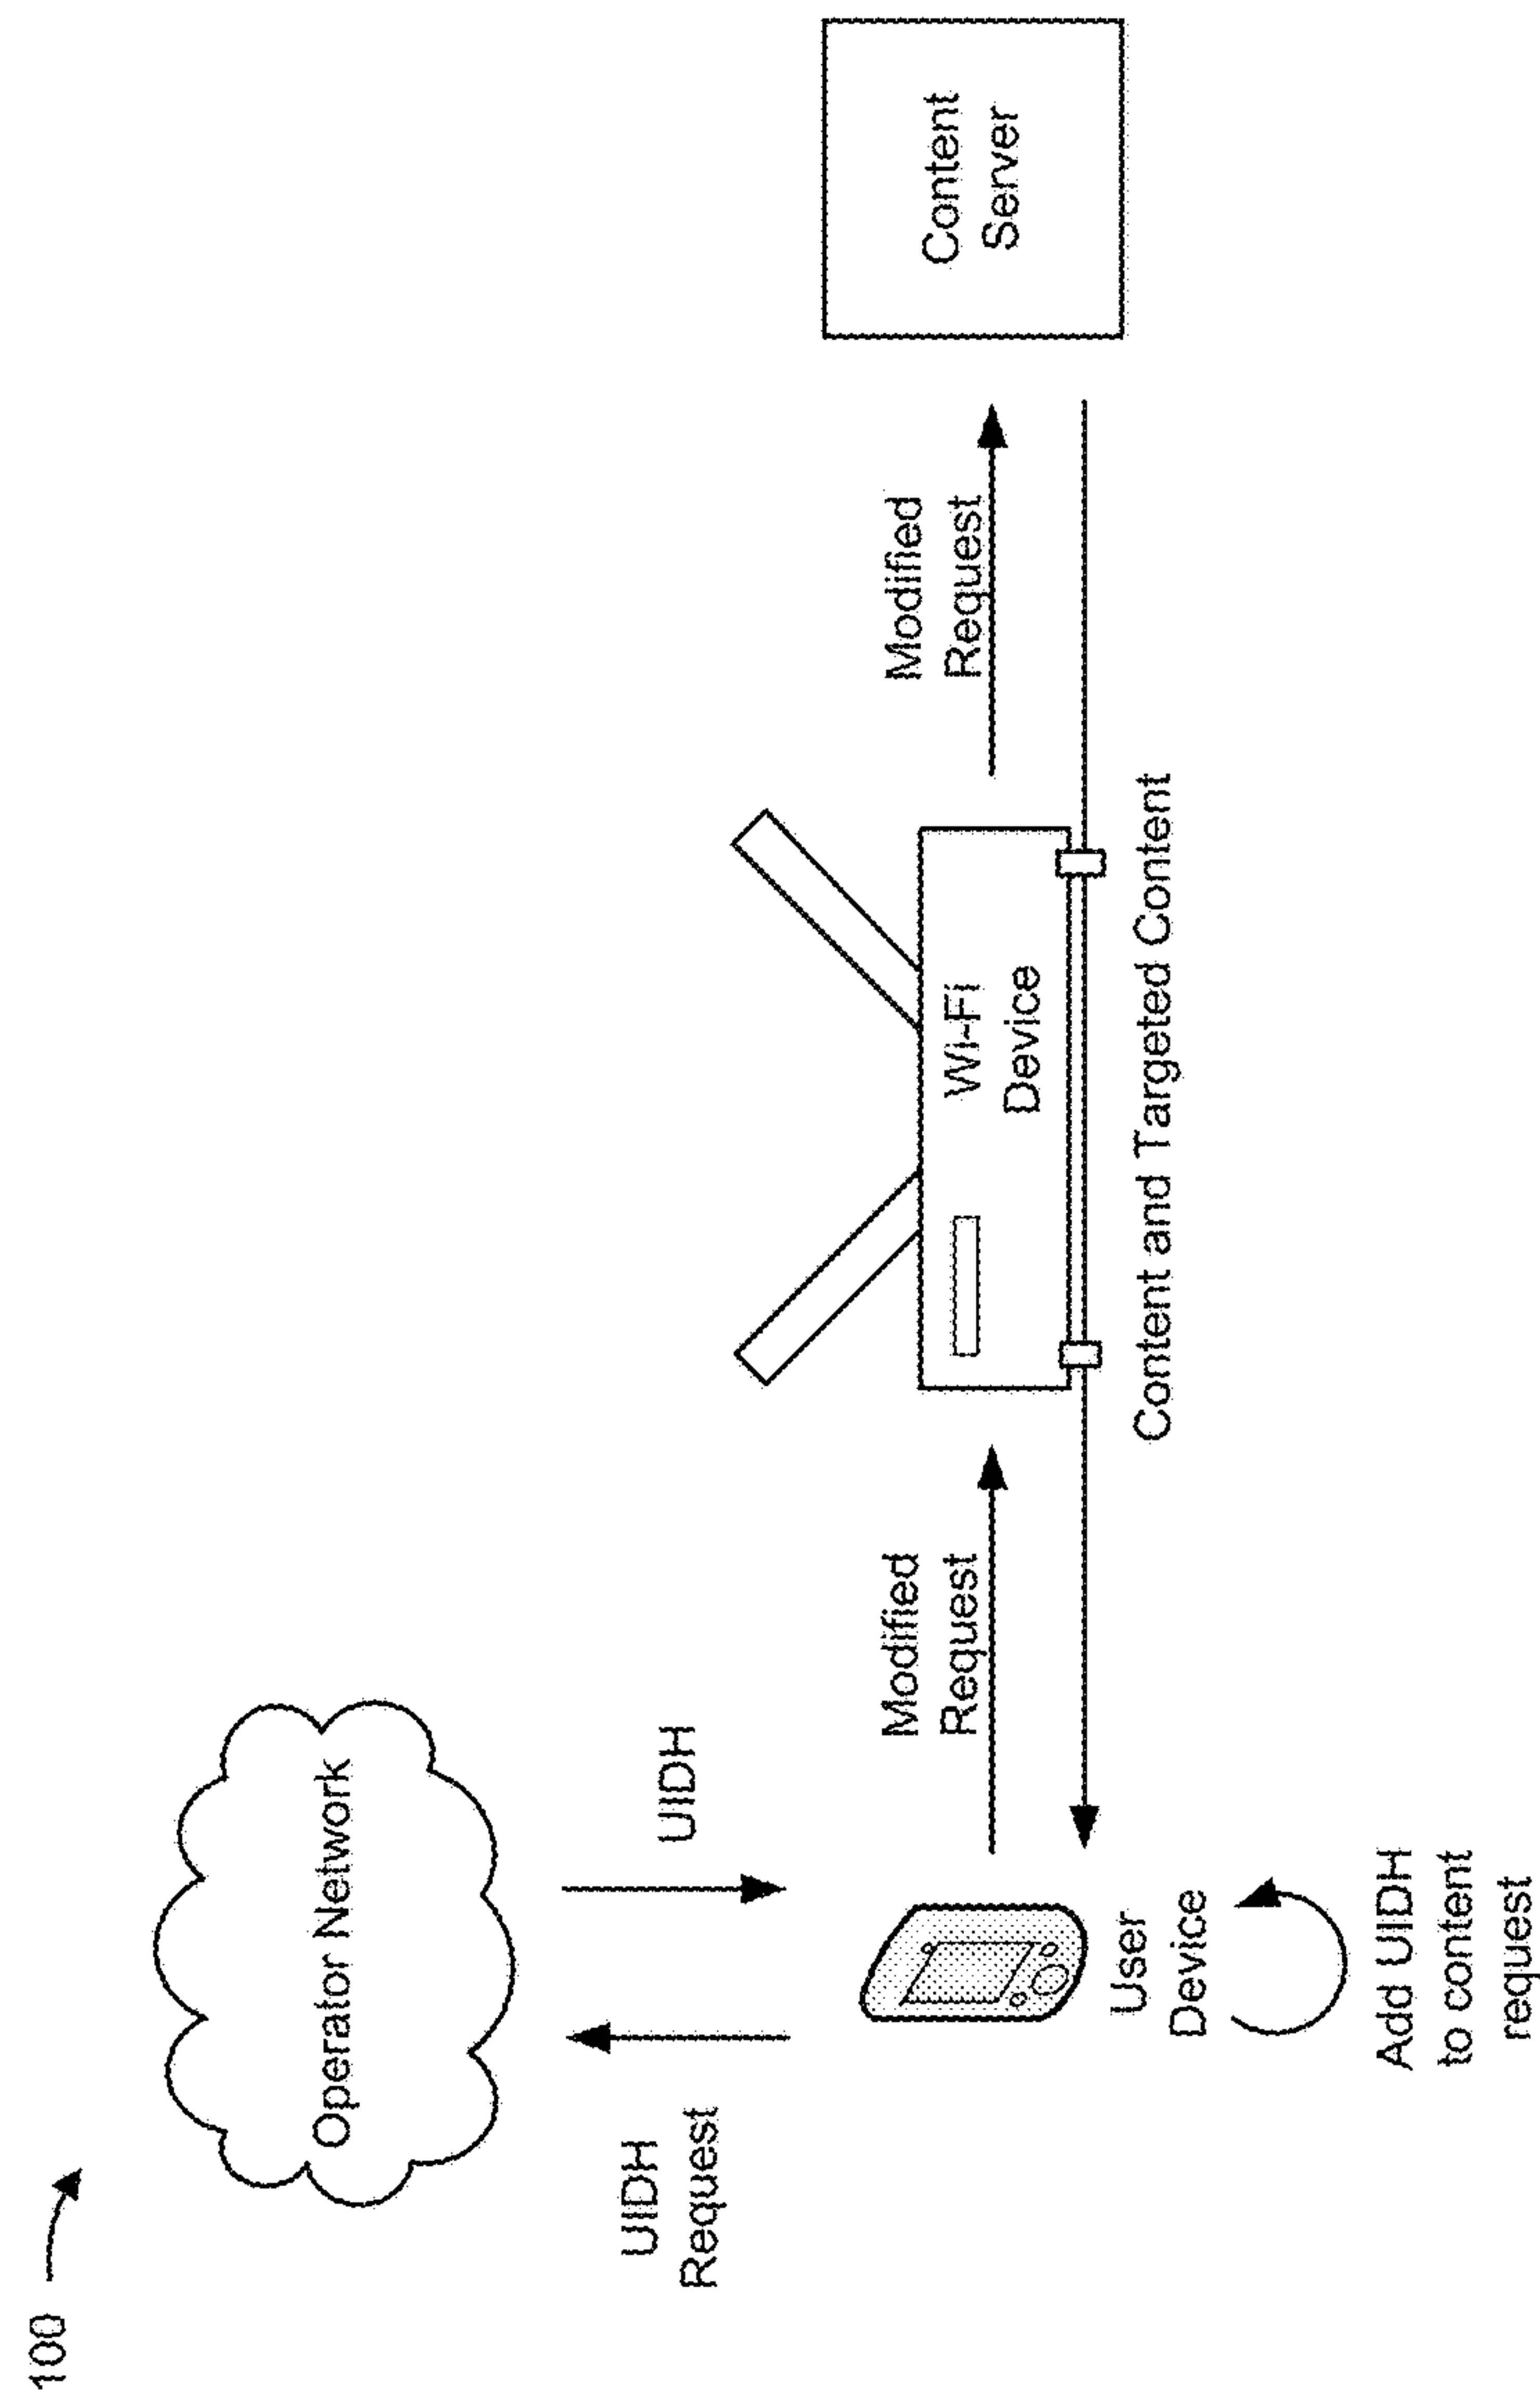 100
Operator Network
UIDH
Request
UIDH
Modified
Request
Modified
Request
Content
Server
Wi-Fi
Device
User
Device
Content and Targeted Content
Add UIDH
to content
request